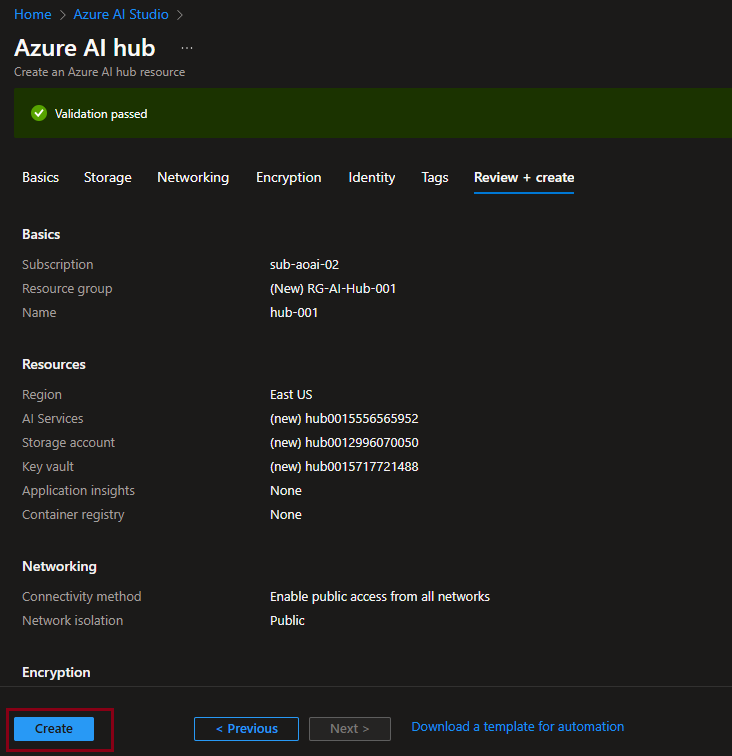 Home > Azure AI Studio >
Azure AI hub ...
Create an Azure AI hub resource
Validation passed
Basics Storage Networking Encryption Identity Tags Review + create
Basics
Subscription sub-aoai-02
Resource group (New) RG-AI-Hub-001
Name hub-001
Resources
Region East US
AI Services (new) hub0015556565952
Storage account (new) hub0012996070050
Key vault (new) hub0015717721488
Application insights None
Container registry None
Networking
Connectivity method Enable public access from all networks
Network isolation Public
Encryption
Create < Previous Next > Download a template for automation